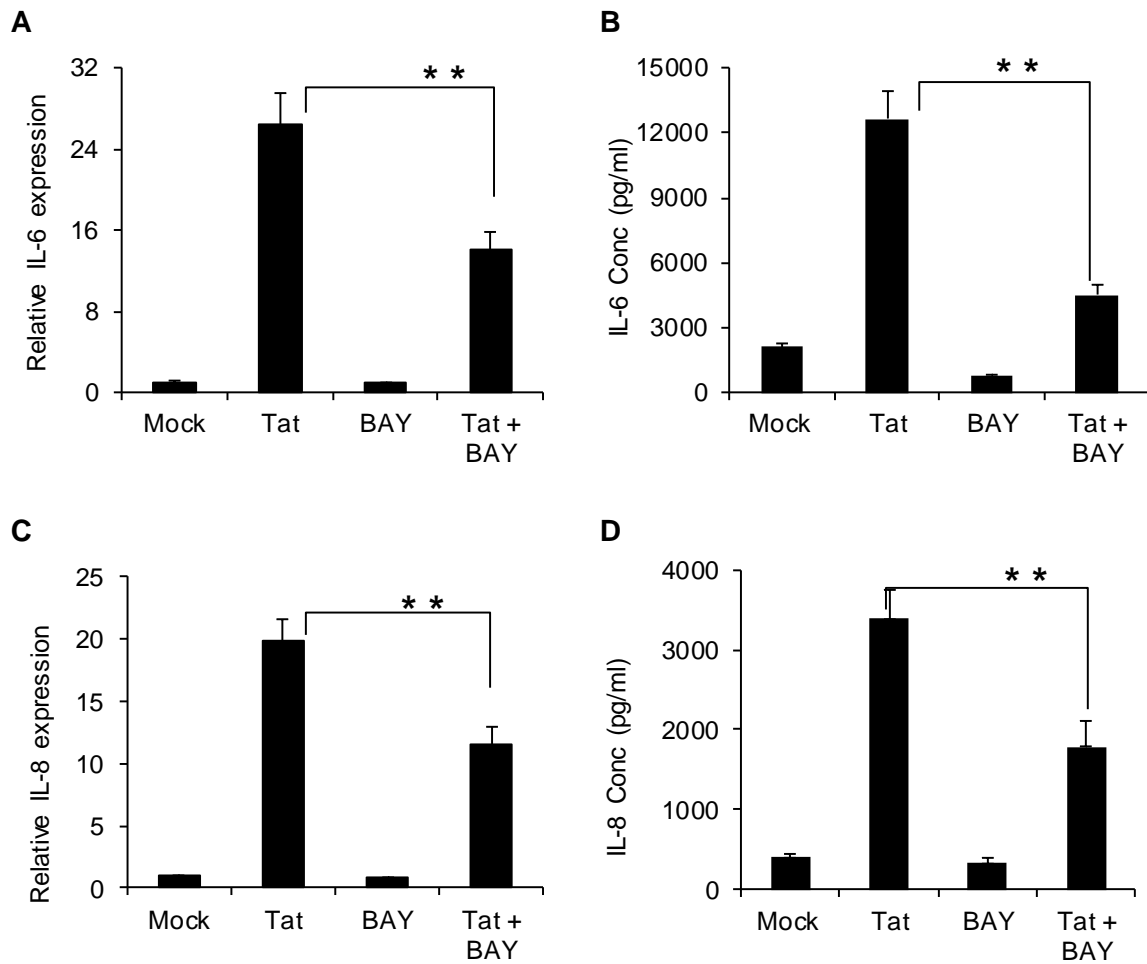 A
Relative IL-6 expression
32
24
16
8
0
* *
Mock
Tat
BAY
Tat +
BAY
B
IL-6 Conc (pg/ml)
15000
12000
9000
6000
3000
0
* *
Mock
Tat
BAY
Tat +
BAY
C
Relative IL-8 expression
25
20
15
10
5
0
* *
Mock
Tat
BAY
Tat +
BAY
D
IL-8 Conc (pg/ml)
4000
3000
2000
1000
0
* *
Mock
Tat
BAY
Tat +
BAY